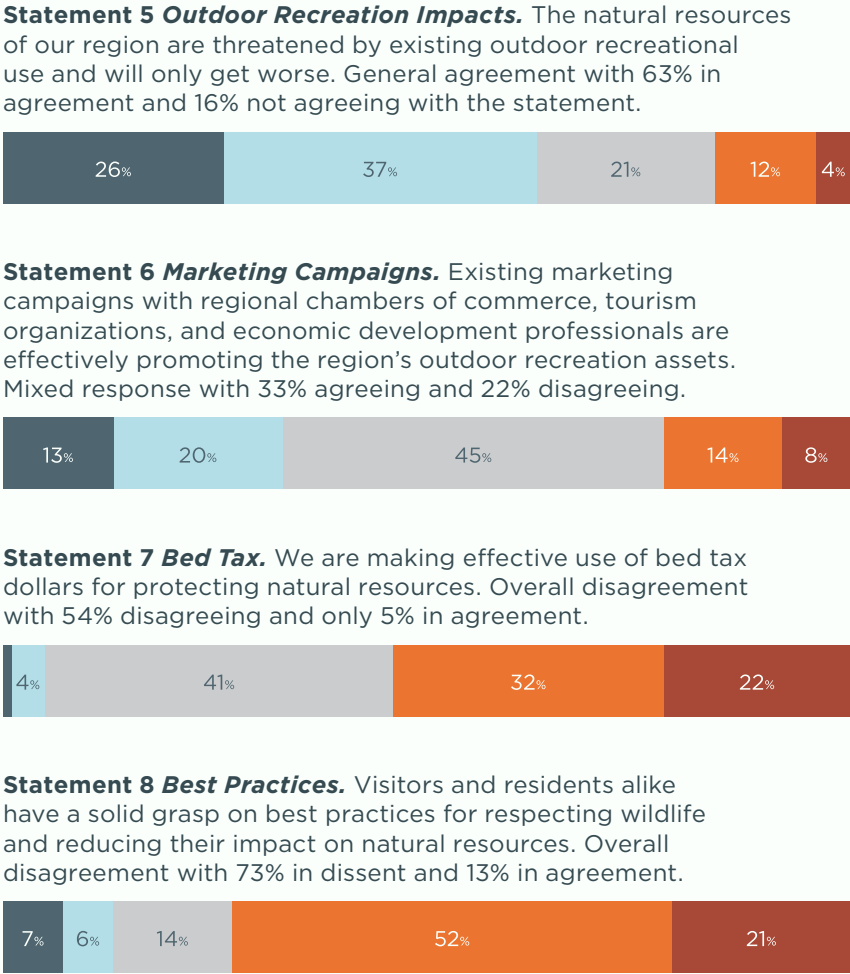 Statement 5 Outdoor Recreation Impacts. The natural resources
of our region are threatened by existing outdoor recreational
use and will only get worse. General agreement with 63% in
agreement and 16% not agreeing with the statement.
26% 37% 21% 12% 4%
Statement 6 Marketing Campaigns. Existing marketing
campaigns with regional chambers of commerce, tourism
organizations, and economic development professionals are
effectively promoting the region’s outdoor recreation assets.
Mixed response with 33% agreeing and 22% disagreeing.
13% 20% 45% 14% 8%
Statement 7 Bed Tax. We are making effective use of bed tax
dollars for protecting natural resources. Overall disagreement
with 54% disagreeing and only 5% in agreement.
4% 41% 32% 22%
Statement 8 Best Practices. Visitors and residents alike
have a solid grasp on best practices for respecting wildlife
and reducing their impact on natural resources. Overall
disagreement with 73% in dissent and 13% in agreement.
7% 6% 14% 52% 21%